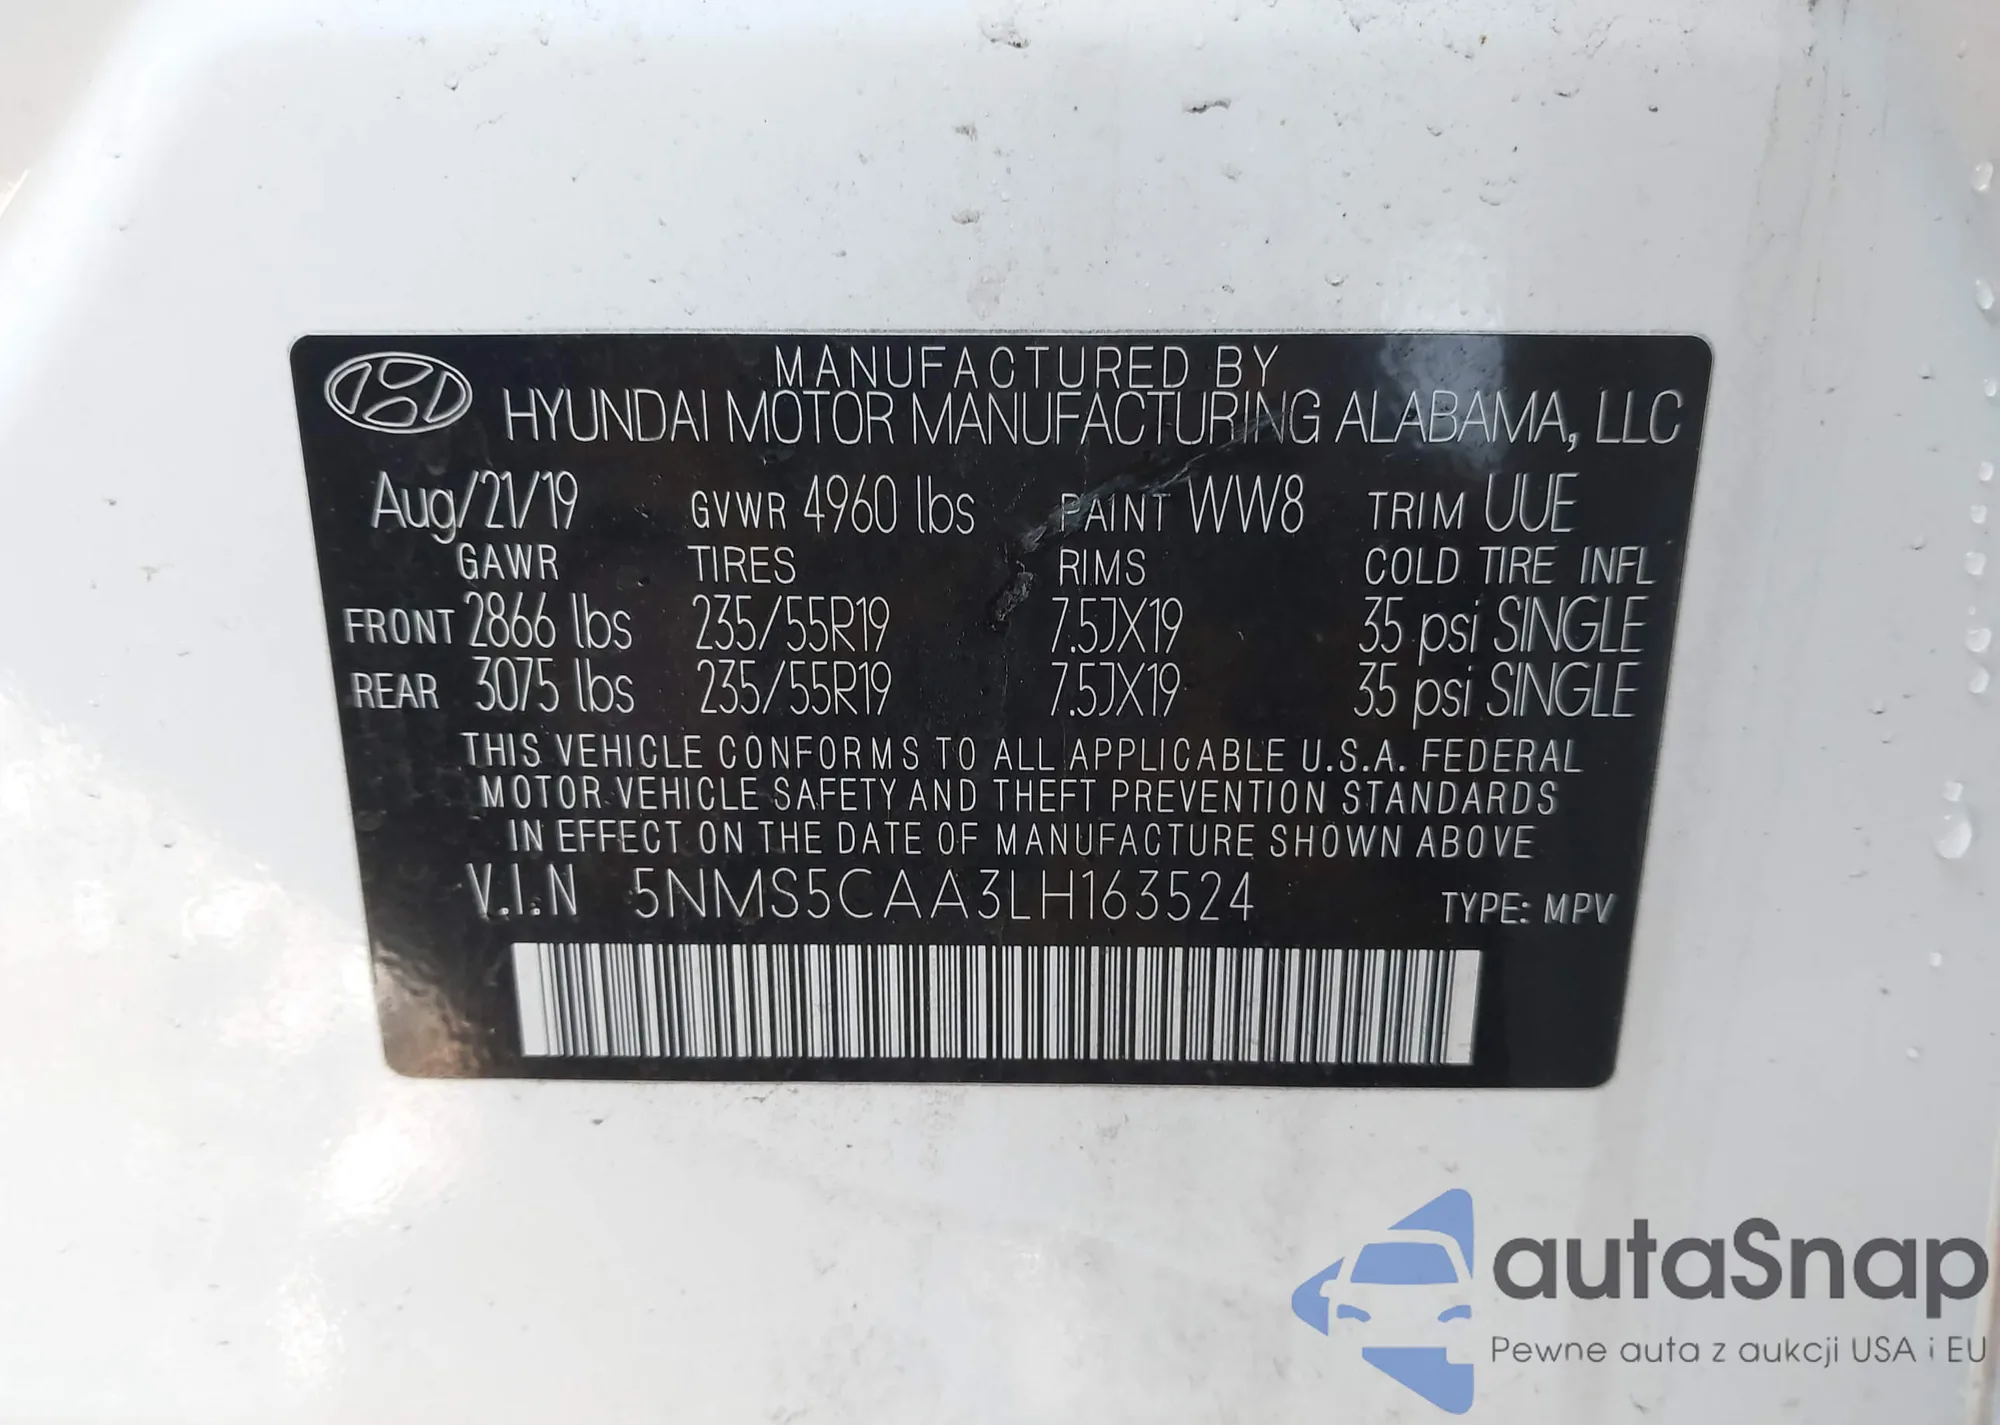 MANUFACTURED BY
HYUNDAI MOTOR MANUFACTURING ALABAMA, LLC
Aug/21/19 GVWR 4960 lbs PAINT WW8 TRIM UUE
GAWR TIRES RIMS COLD TIRE INFL
FRONT 2866 lbs 235/55R19 7.5JX19 35 psi SINGLE
REAR 3075 lbs 235/55R19 7.5JX19 35 psi SINGLE
THIS VEHICLE CONFORMS TO ALL APPLICABLE U.S.A. FEDERAL
MOTOR VEHICLE SAFETY AND THEFT PREVENTION STANDARDS
IN EFFECT ON THE DATE OF MANUFACTURE SHOWN ABOVE
V.I.N 5NMS5CAA3LH163524 TYPE: MPV
autaSnap
Pewne auta z aukcji USA i EU